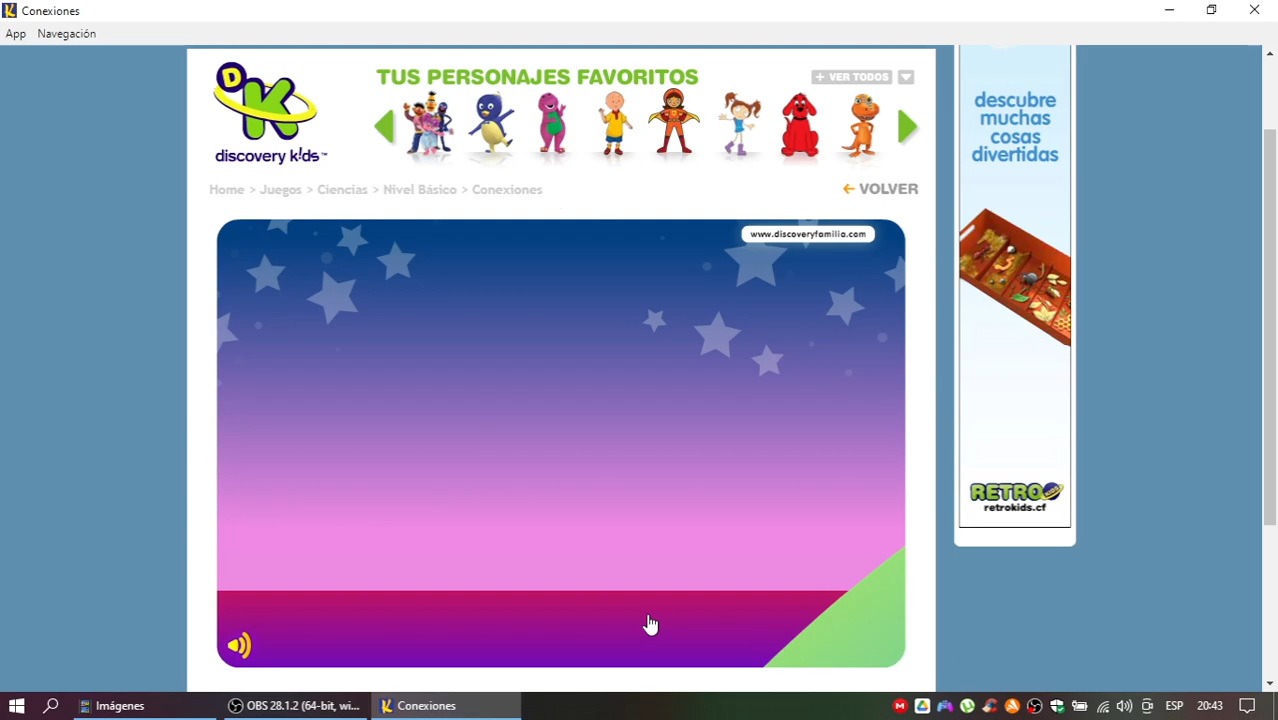 Conexiones
App Navegación
TUS PERSONAJES FAVORITOS
+ VER TODOS
D K
discovery k!ds™
Home > Juegos > Ciencias > Nivel Básico > Conexiones
← VOLVER
www.discoveryfamilia.com
descubre
muchas
cosas
divertidas
RETRO
retrokids.cf
Imágenes
OBS 28.1.2 (64-bit, wi...
Conexiones
ESP
20:43